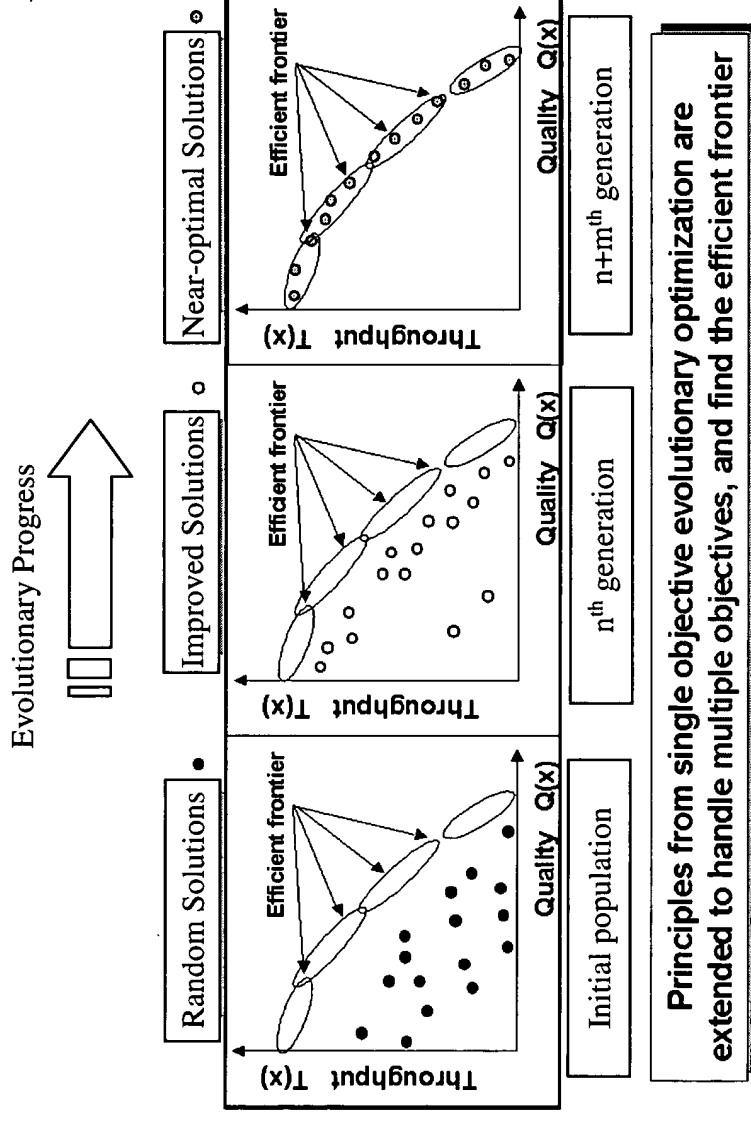 Evolutionary Progress
Random Solutions
Improved Solutions
Near-optimal Solutions
Throughput T(x)
Efficient frontier
Quality Q(x)
Throughput T(x)
Efficient frontier
Quality Q(x)
Throughput T(x)
Efficient frontier
Quality Q(x)
Initial population
nth generation
n+mth generation
Principles from single objective evolutionary optimization are
extended to handle multiple objectives, and find the efficient frontier